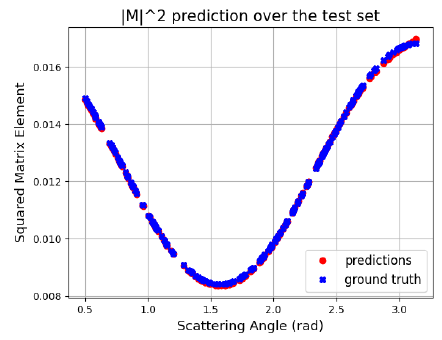 |M|^2 prediction over the test set
Squared Matrix Element
0.016
0.014
0.012
0.010
0.008
0.5 1.0 1.5 2.0 2.5 3.0
Scattering Angle (rad)
predictions
ground truth